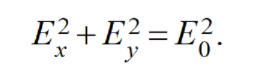 E_x^2 + E_y^2 = E_0^2.